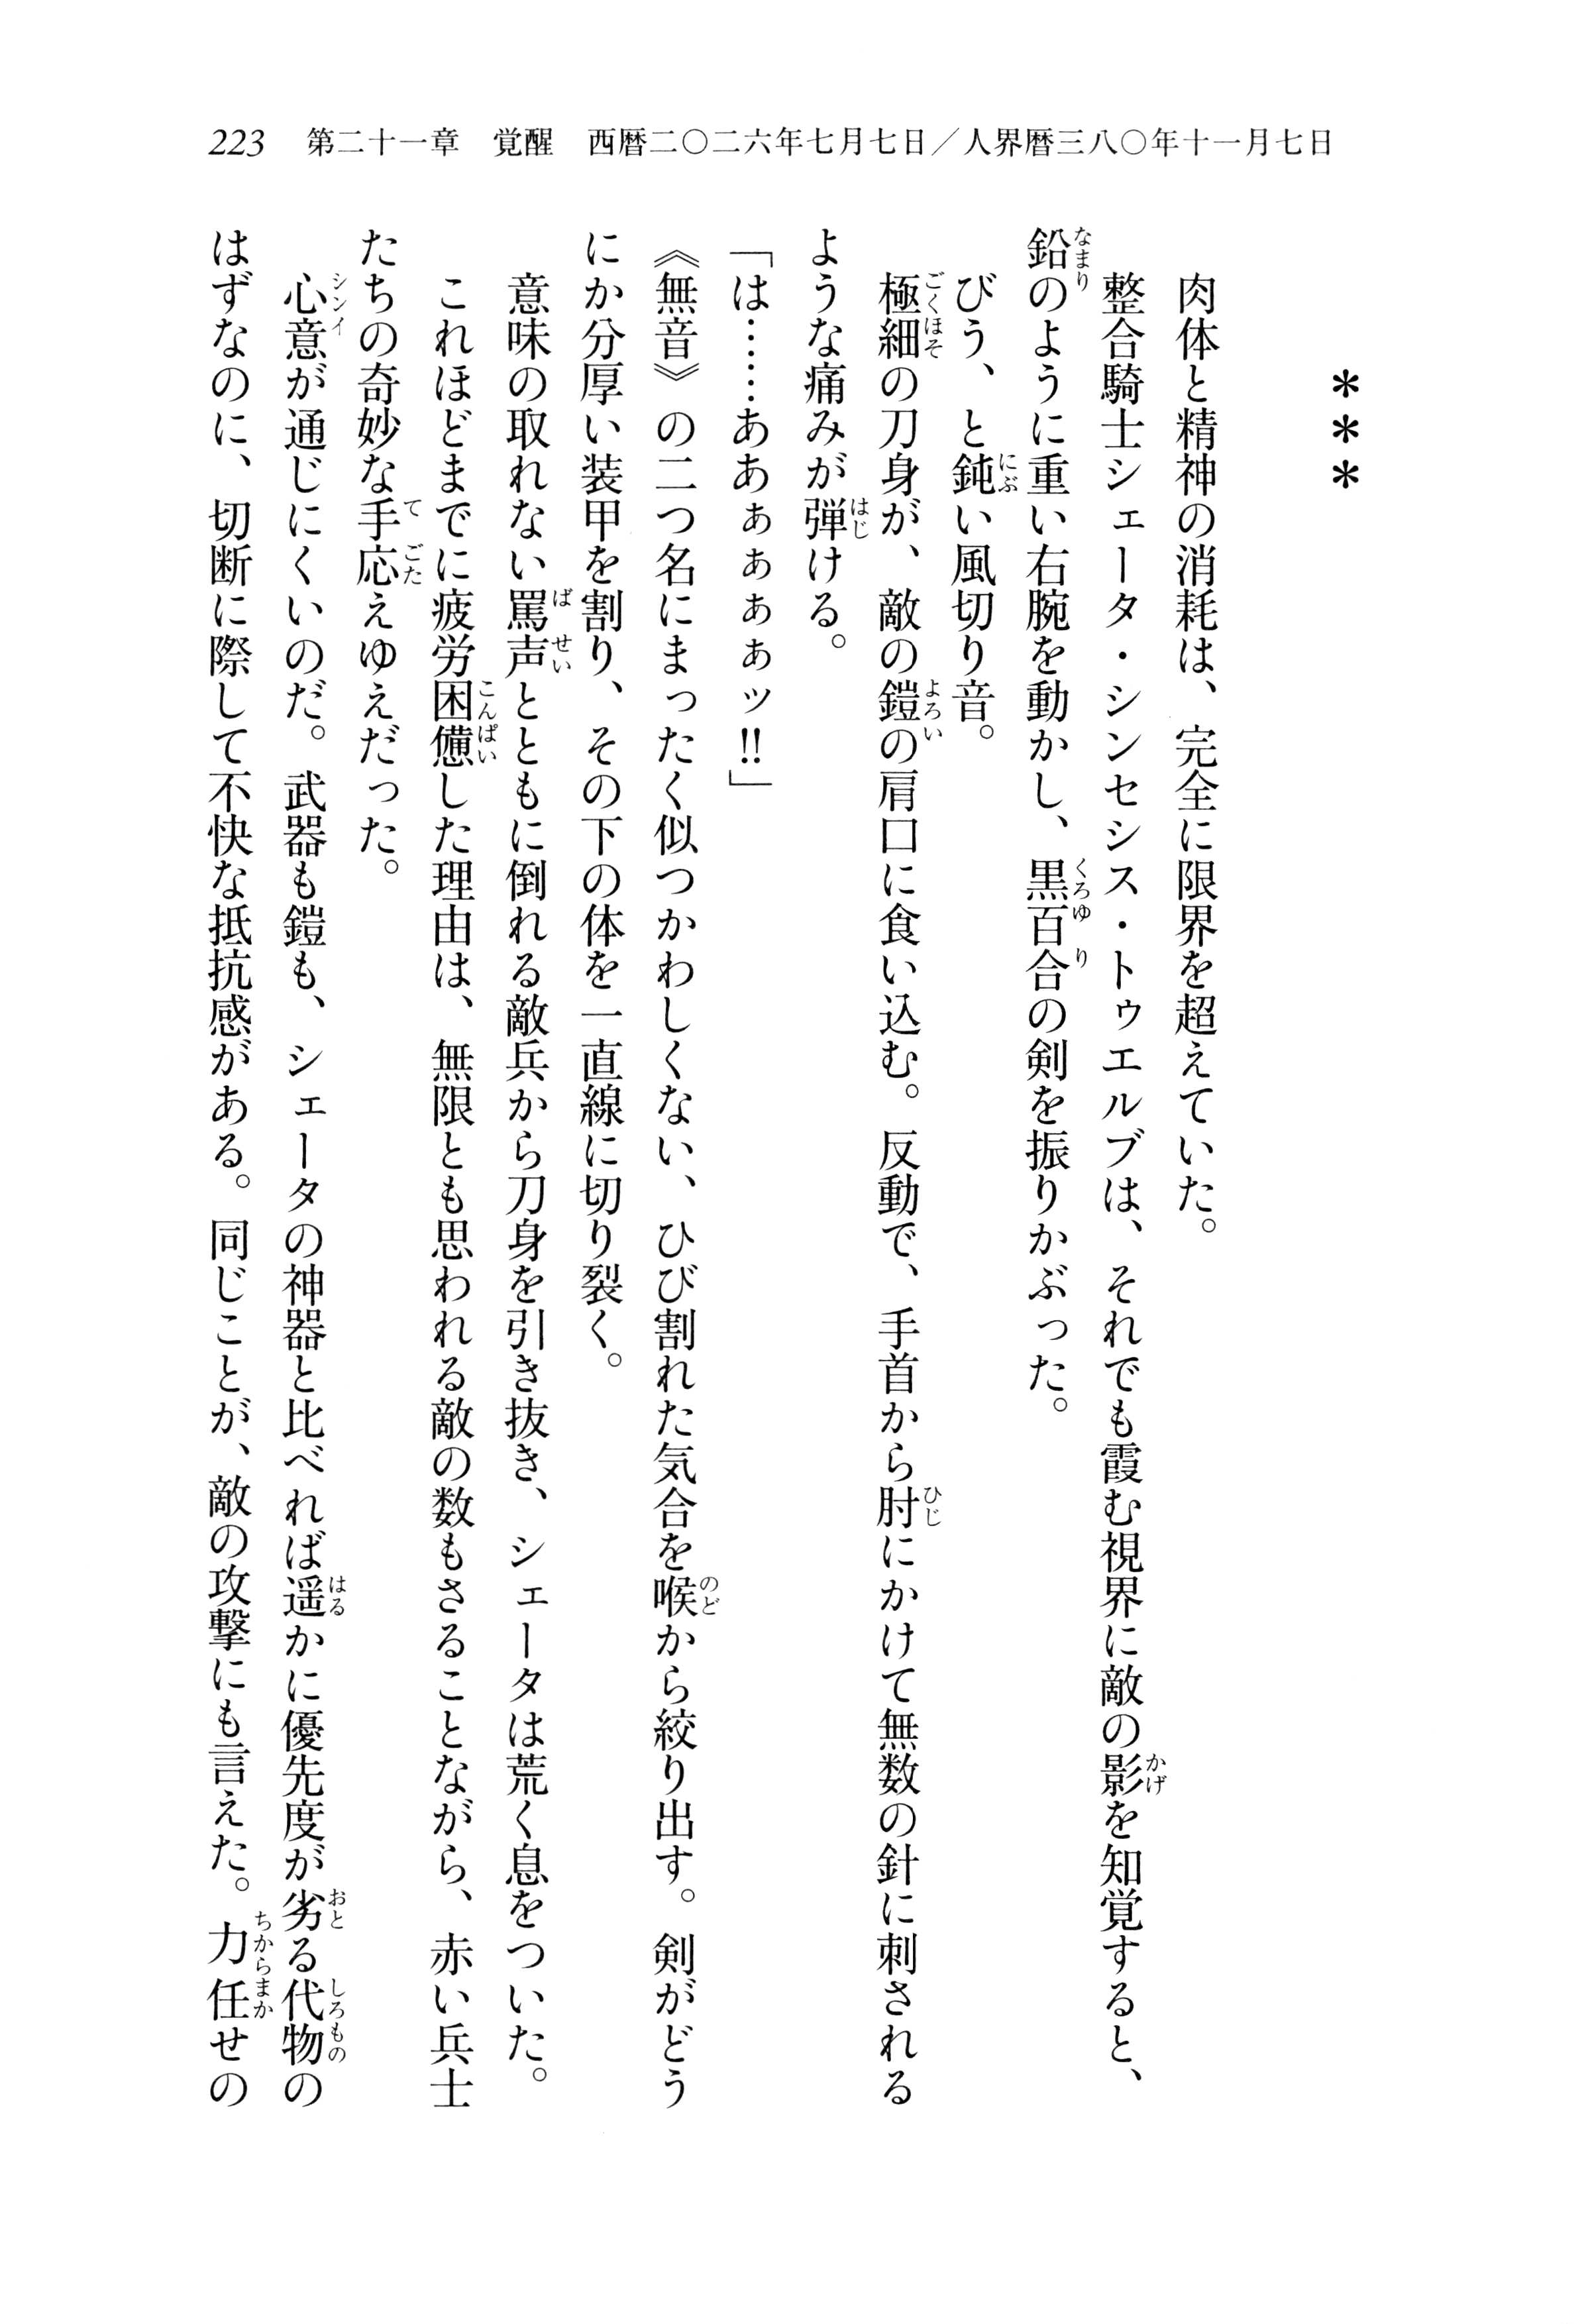 223　第二十一章　覚醒　西暦二〇二六年七月七日／人界暦三八〇年十一月七日
＊＊＊
　肉体と精神の消耗は、完全に限界を超えていた。
　整合騎士シェータ・シンセシス・トゥエルブは、それでも霞む視界に敵の影を知覚すると、
鉛のように重い右腕を動かし、黒百合の剣を振りかぶった。
　びう、と鈍い風切り音。
　極細の刀身が、敵の鎧の肩口に食い込む。反動で、手首から肘にかけて無数の針に刺される
ような痛みが弾ける。
「は……ああぁぁぁぁッ‼」
《無音》の二つ名にまったく似つかわしくない、ひび割れた気合を喉から絞り出す。剣がどう
にか分厚い装甲を割り、その下の体を一直線に切り裂く。
　意味の取れない罵声とともに倒れる敵兵から刀身を引き抜き、シェータは荒く息をついた。
　これほどまでに疲労困憊した理由は、無限とも思われる敵の数もさることながら、赤い兵士
たちの奇妙な手応えゆえだった。
　心意が通じにくいのだ。武器も鎧も、シェータの神器と比べれば遥かに優先度が劣る代物の
はずなのに、切断に際して不快な抵抗感がある。同じことが、敵の攻撃にも言えた。力任せの